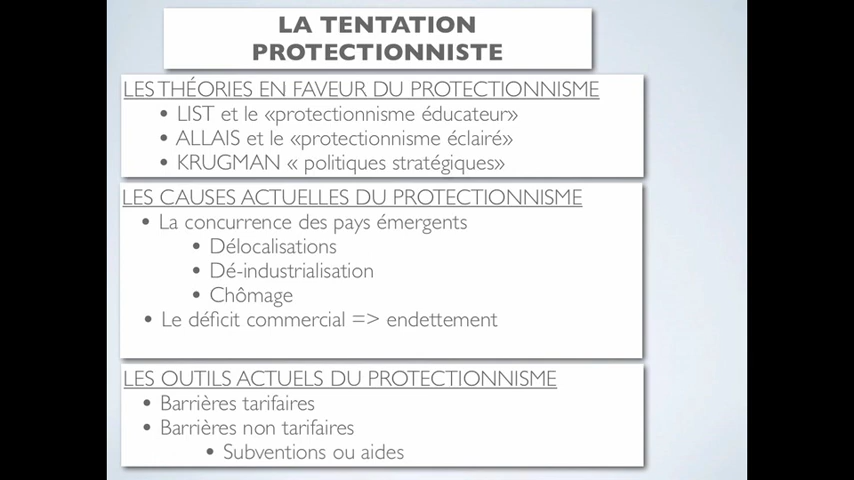 LA TENTATION
PROTECTIONNISTE
LES THÉORIES EN FAVEUR DU PROTECTIONNISME
• LIST et le «protectionnisme éducateur»
• ALLAIS et le «protectionnisme éclairé»
• KRUGMAN « politiques stratégiques»
LES CAUSES ACTUELLES DU PROTECTIONNISME
• La concurrence des pays émergents
• Délocalisations
• Dé-industrialisation
• Chômage
• Le déficit commercial => endettement
LES OUTILS ACTUELS DU PROTECTIONNISME
• Barrières tarifaires
• Barrières non tarifaires
• Subventions ou aides